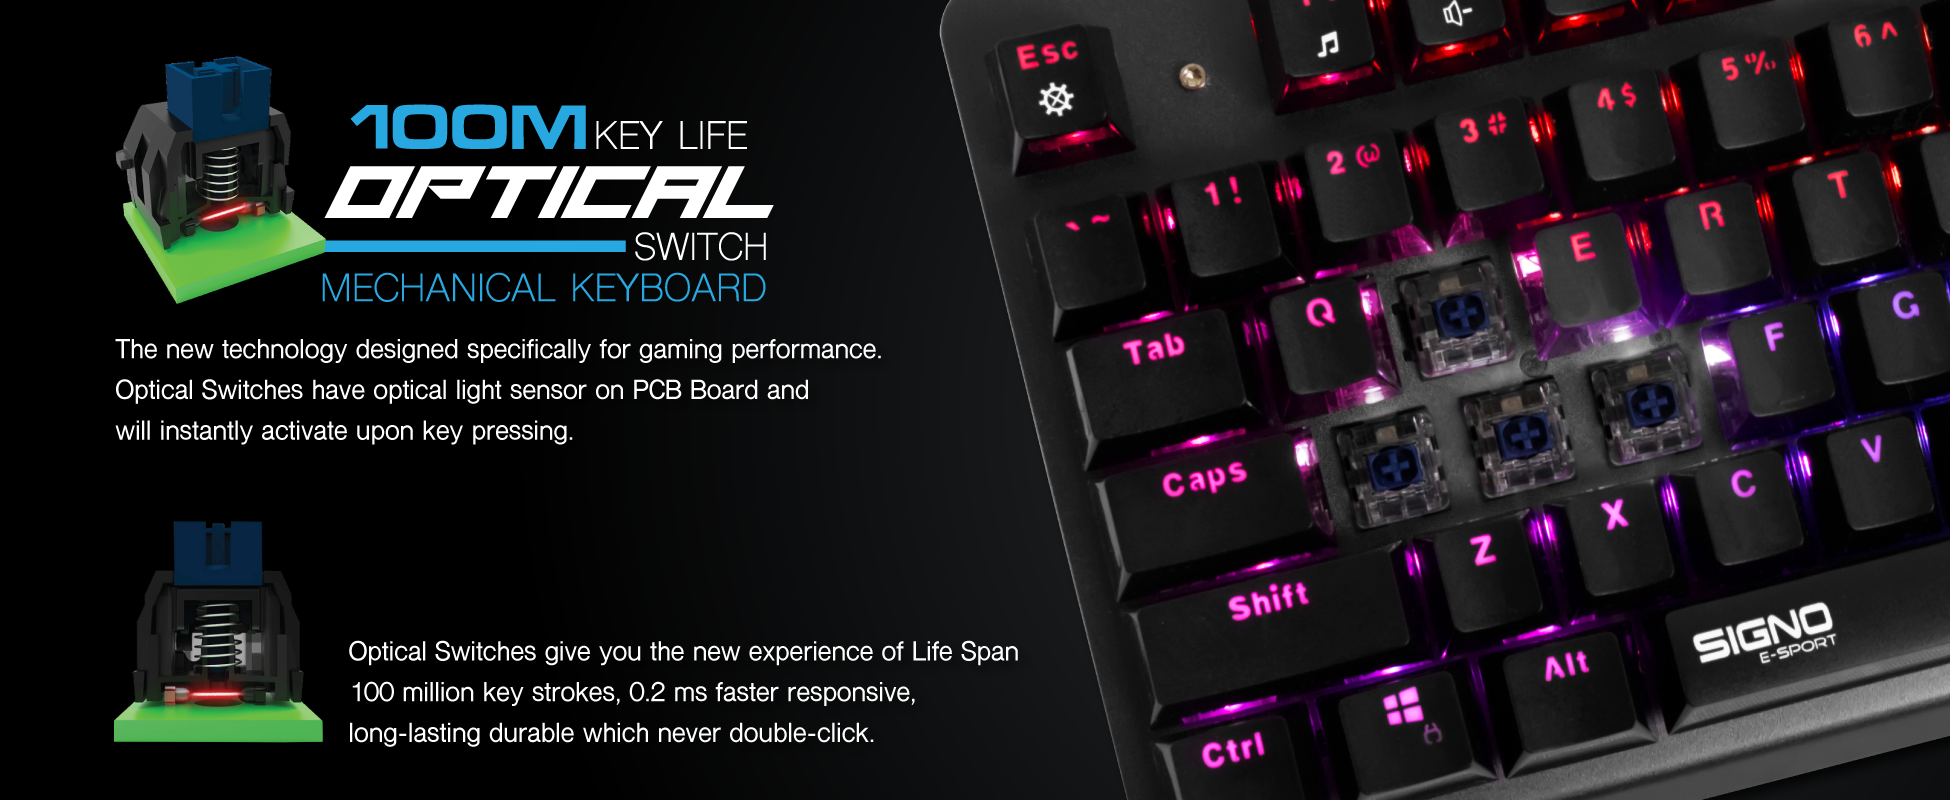 100M KEY LIFE
OPTICAL
SWITCH
MECHANICAL KEYBOARD
The new technology designed specifically for gaming performance.
Optical Switches have optical light sensor on PCB Board and
will instantly activate upon key pressing.
Optical Switches give you the new experience of Life Span
100 million key strokes, 0.2 ms faster responsive,
long-lasting durable which never double-click.
Esc
` ~ 1 ! 2 @ 3 # 4 $ 5 % 6 ^
Tab Q E R T
Caps F G
Shift Z X C V
Ctrl Alt
SIGNO
E-SPORT